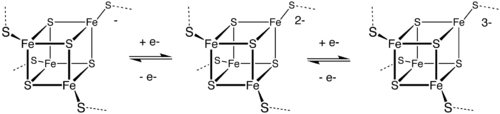 S S S
S Fe - S Fe 2- S Fe 3-
S S S
Fe S + e- Fe S + e- Fe S
S Fe S S Fe S S Fe S
- e- - e-
S Fe S Fe S Fe
S S S